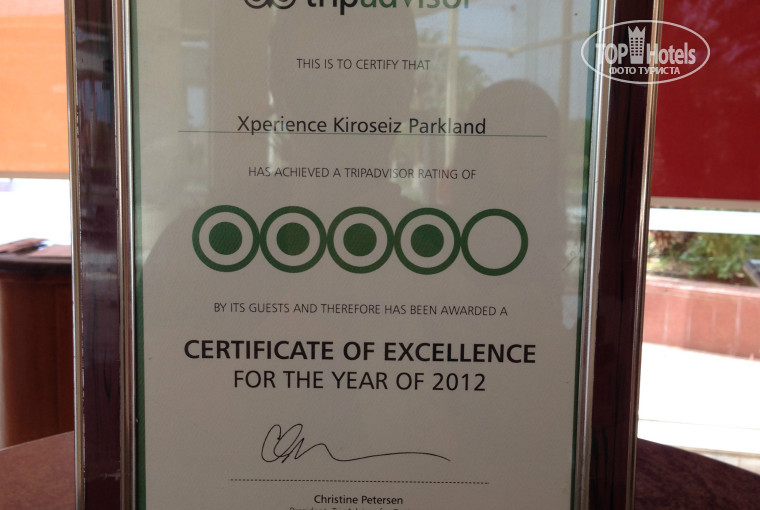 tripadvisor
TOP Hotels
ФОТО ТУРИСТА
THIS IS TO CERTIFY THAT
Xperience Kiroseiz Parkland
HAS ACHIEVED A TRIPADVISOR RATING OF
BY ITS GUESTS AND THEREFORE HAS BEEN AWARDED A
CERTIFICATE OF EXCELLENCE
FOR THE YEAR OF 2012
Christine Petersen